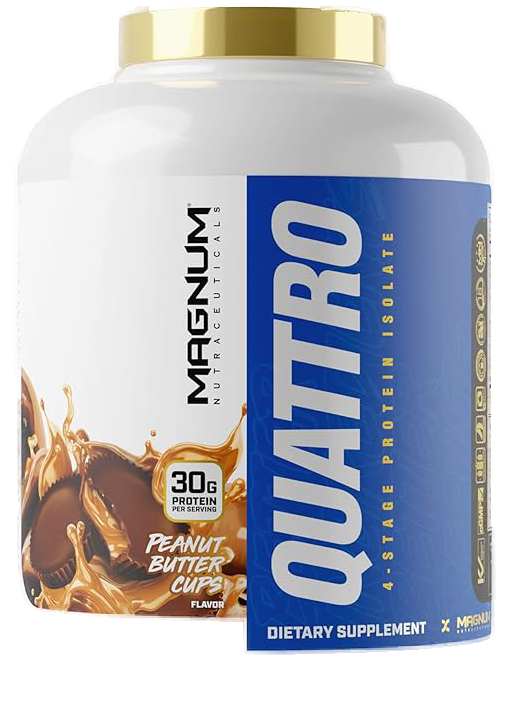 MAGNUM
NUTRACEUTICALS
30G
PROTEIN
PER SERVING
PEANUT
BUTTER
CUPS
FLAVOR
QUATTRO
4-STAGE PROTEIN ISOLATE
DIETARY SUPPLEMENT
MAGNUM